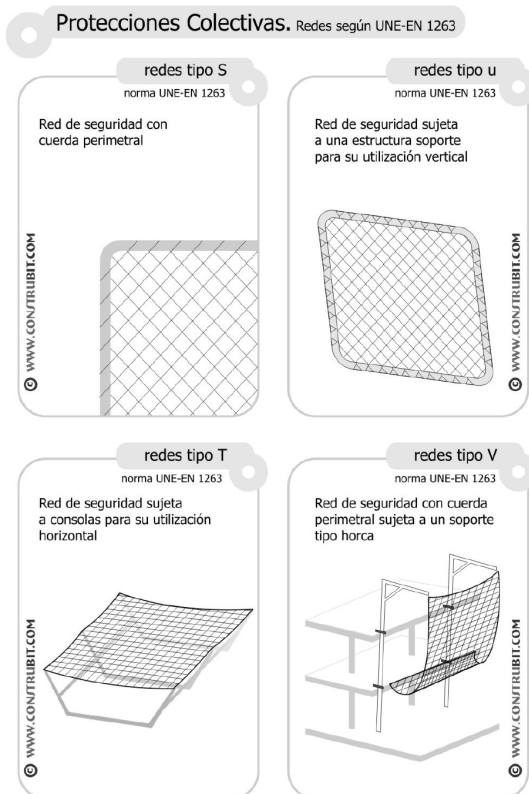 Protecciones Colectivas. Redes según UNE-EN 1263
redes tipo S
norma UNE-EN 1263
Red de seguridad con
cuerda perimetral
© WWW.CONSTRUBIT.COM
redes tipo u
norma UNE-EN 1263
Red de seguridad sujeta
a una estructura soporte
para su utilización vertical
© WWW.CONSTRUBIT.COM
redes tipo T
norma UNE-EN 1263
Red de seguridad sujeta
a consolas para su utilización
horizontal
© WWW.CONSTRUBIT.COM
redes tipo V
norma UNE-EN 1263
Red de seguridad con cuerda
perimetral sujeta a un soporte
tipo horca
© WWW.CONSTRUBIT.COM